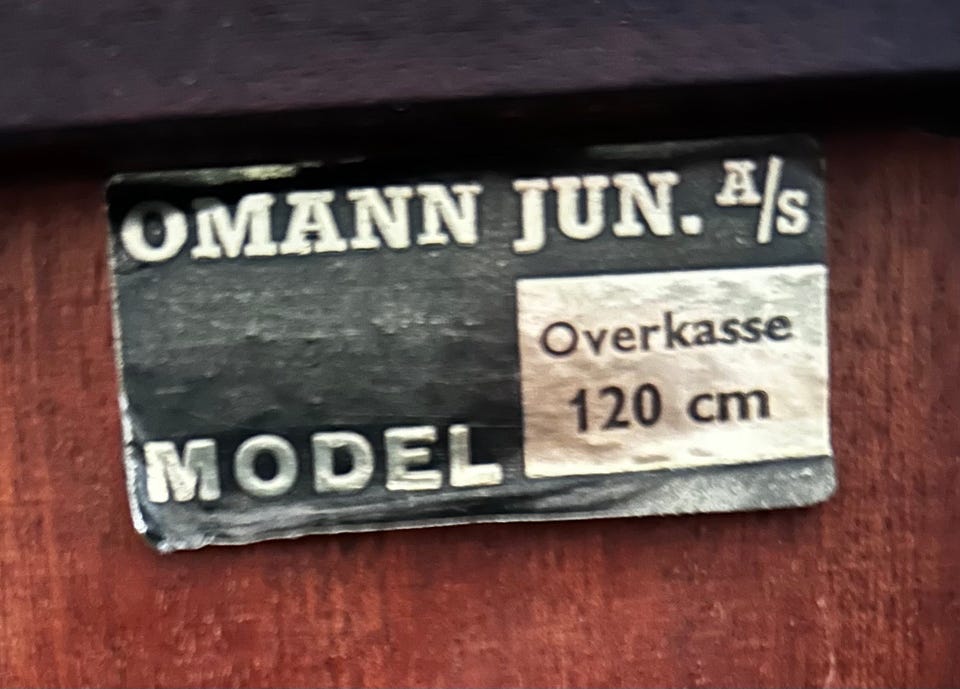 OMANN JUN. A/S
Overkasse
120 cm
MODEL